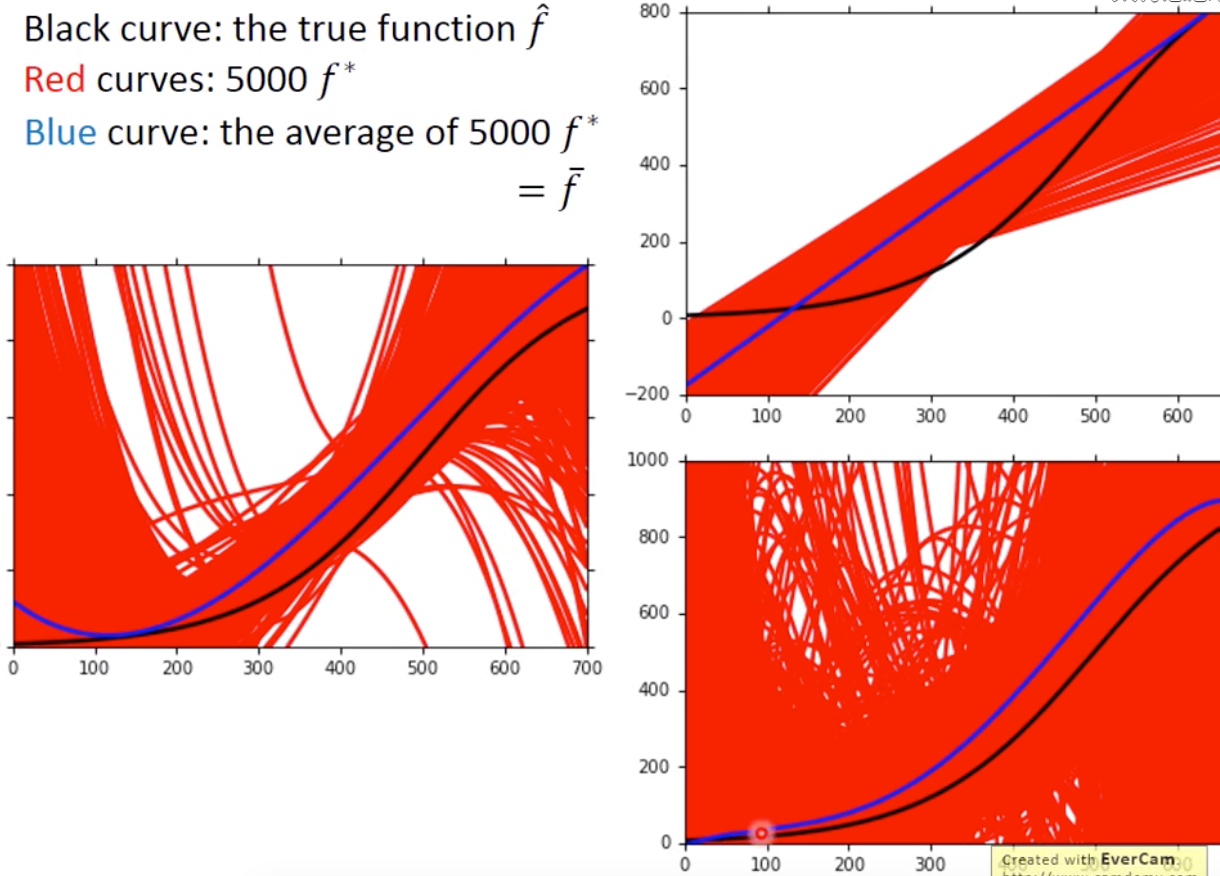 Black curve: the true function f̂
Red curves: 5000 f*
Blue curve: the average of 5000 f*
= f̄
800
600
400
200
0
−200
0 100 200 300 400 500 600
0 100 200 300 400 500 600 700
1000
800
600
400
200
0
0 100 200 300
Created with EverCam